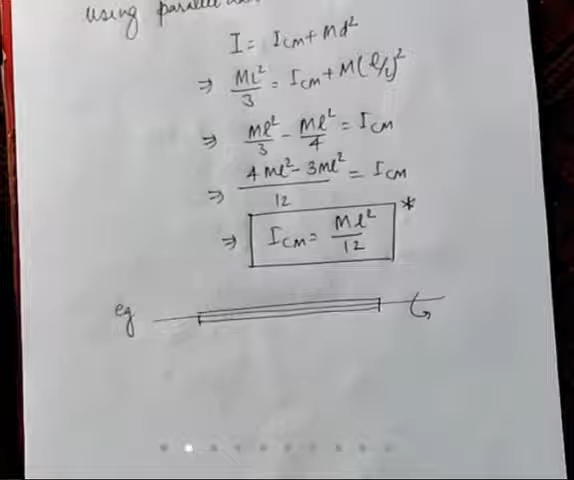 using parallel
I = Icm + Md²
⇒ Ml²/3 = Icm + M(l/2)²
⇒ Ml²/3 - Ml²/4 = Icm
⇒ 4Ml² - 3Ml²/12 = Icm
⇒ Icm = Ml²/12 *
eg